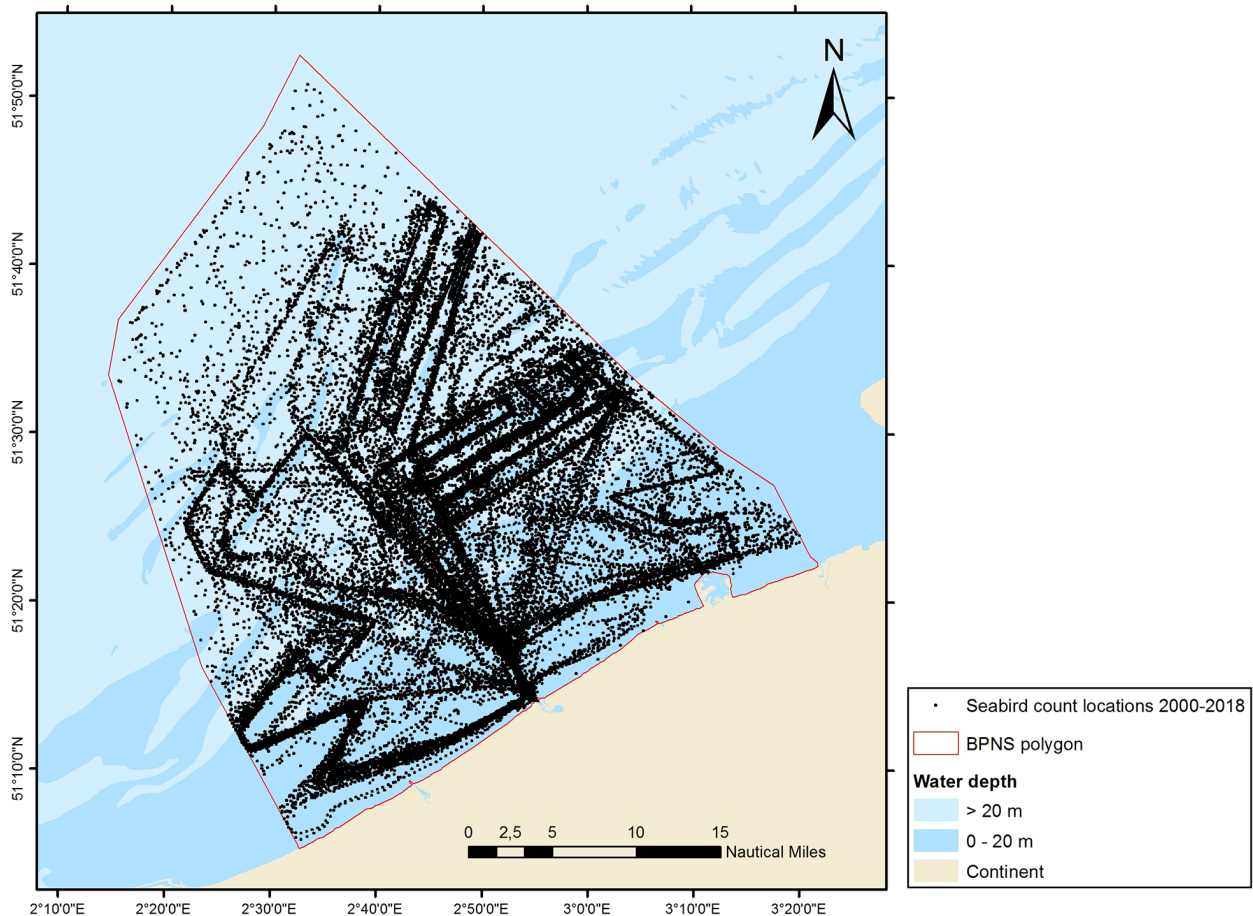 N
51°50'0"N
51°40'0"N
51°30'0"N
51°20'0"N
51°10'0"N
0 2,5 5 10 15
Nautical Miles
2°10'0"E 2°20'0"E 2°30'0"E 2°40'0"E 2°50'0"E 3°0'0"E 3°10'0"E 3°20'0"E
Seabird count locations 2000-2018
BPNS polygon
Water depth
> 20 m
0 - 20 m
Continent